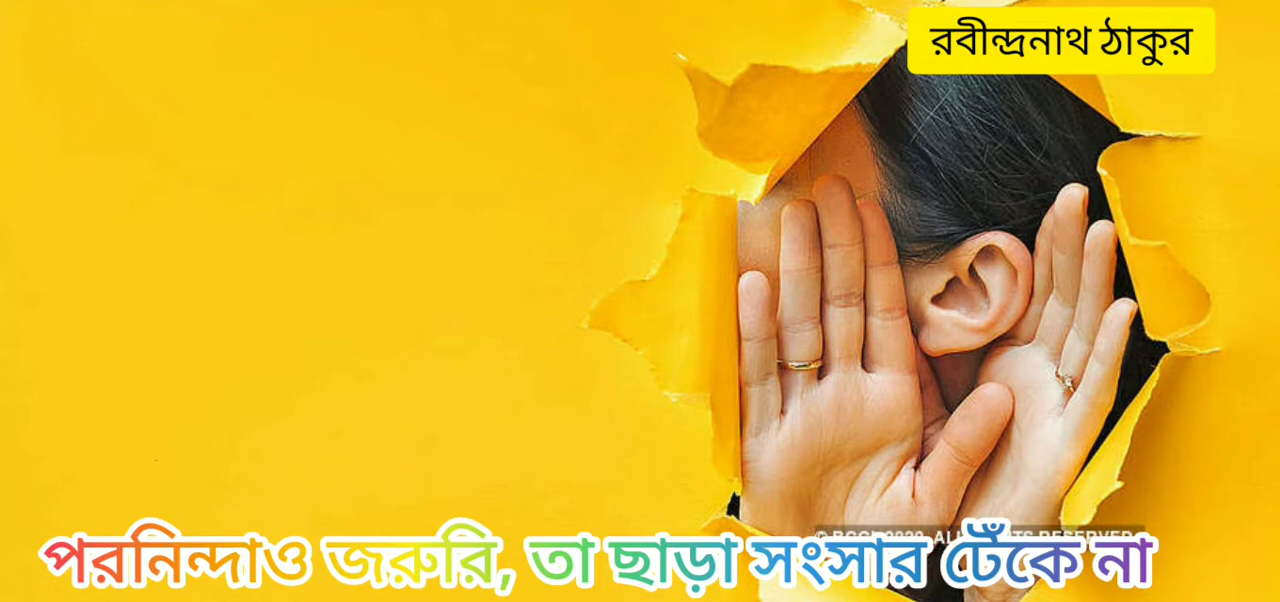 রবীন্দ্রনাথ ঠাকুর
পরনিন্দাও জরুরি, তা ছাড়া সংসার টেঁকে না